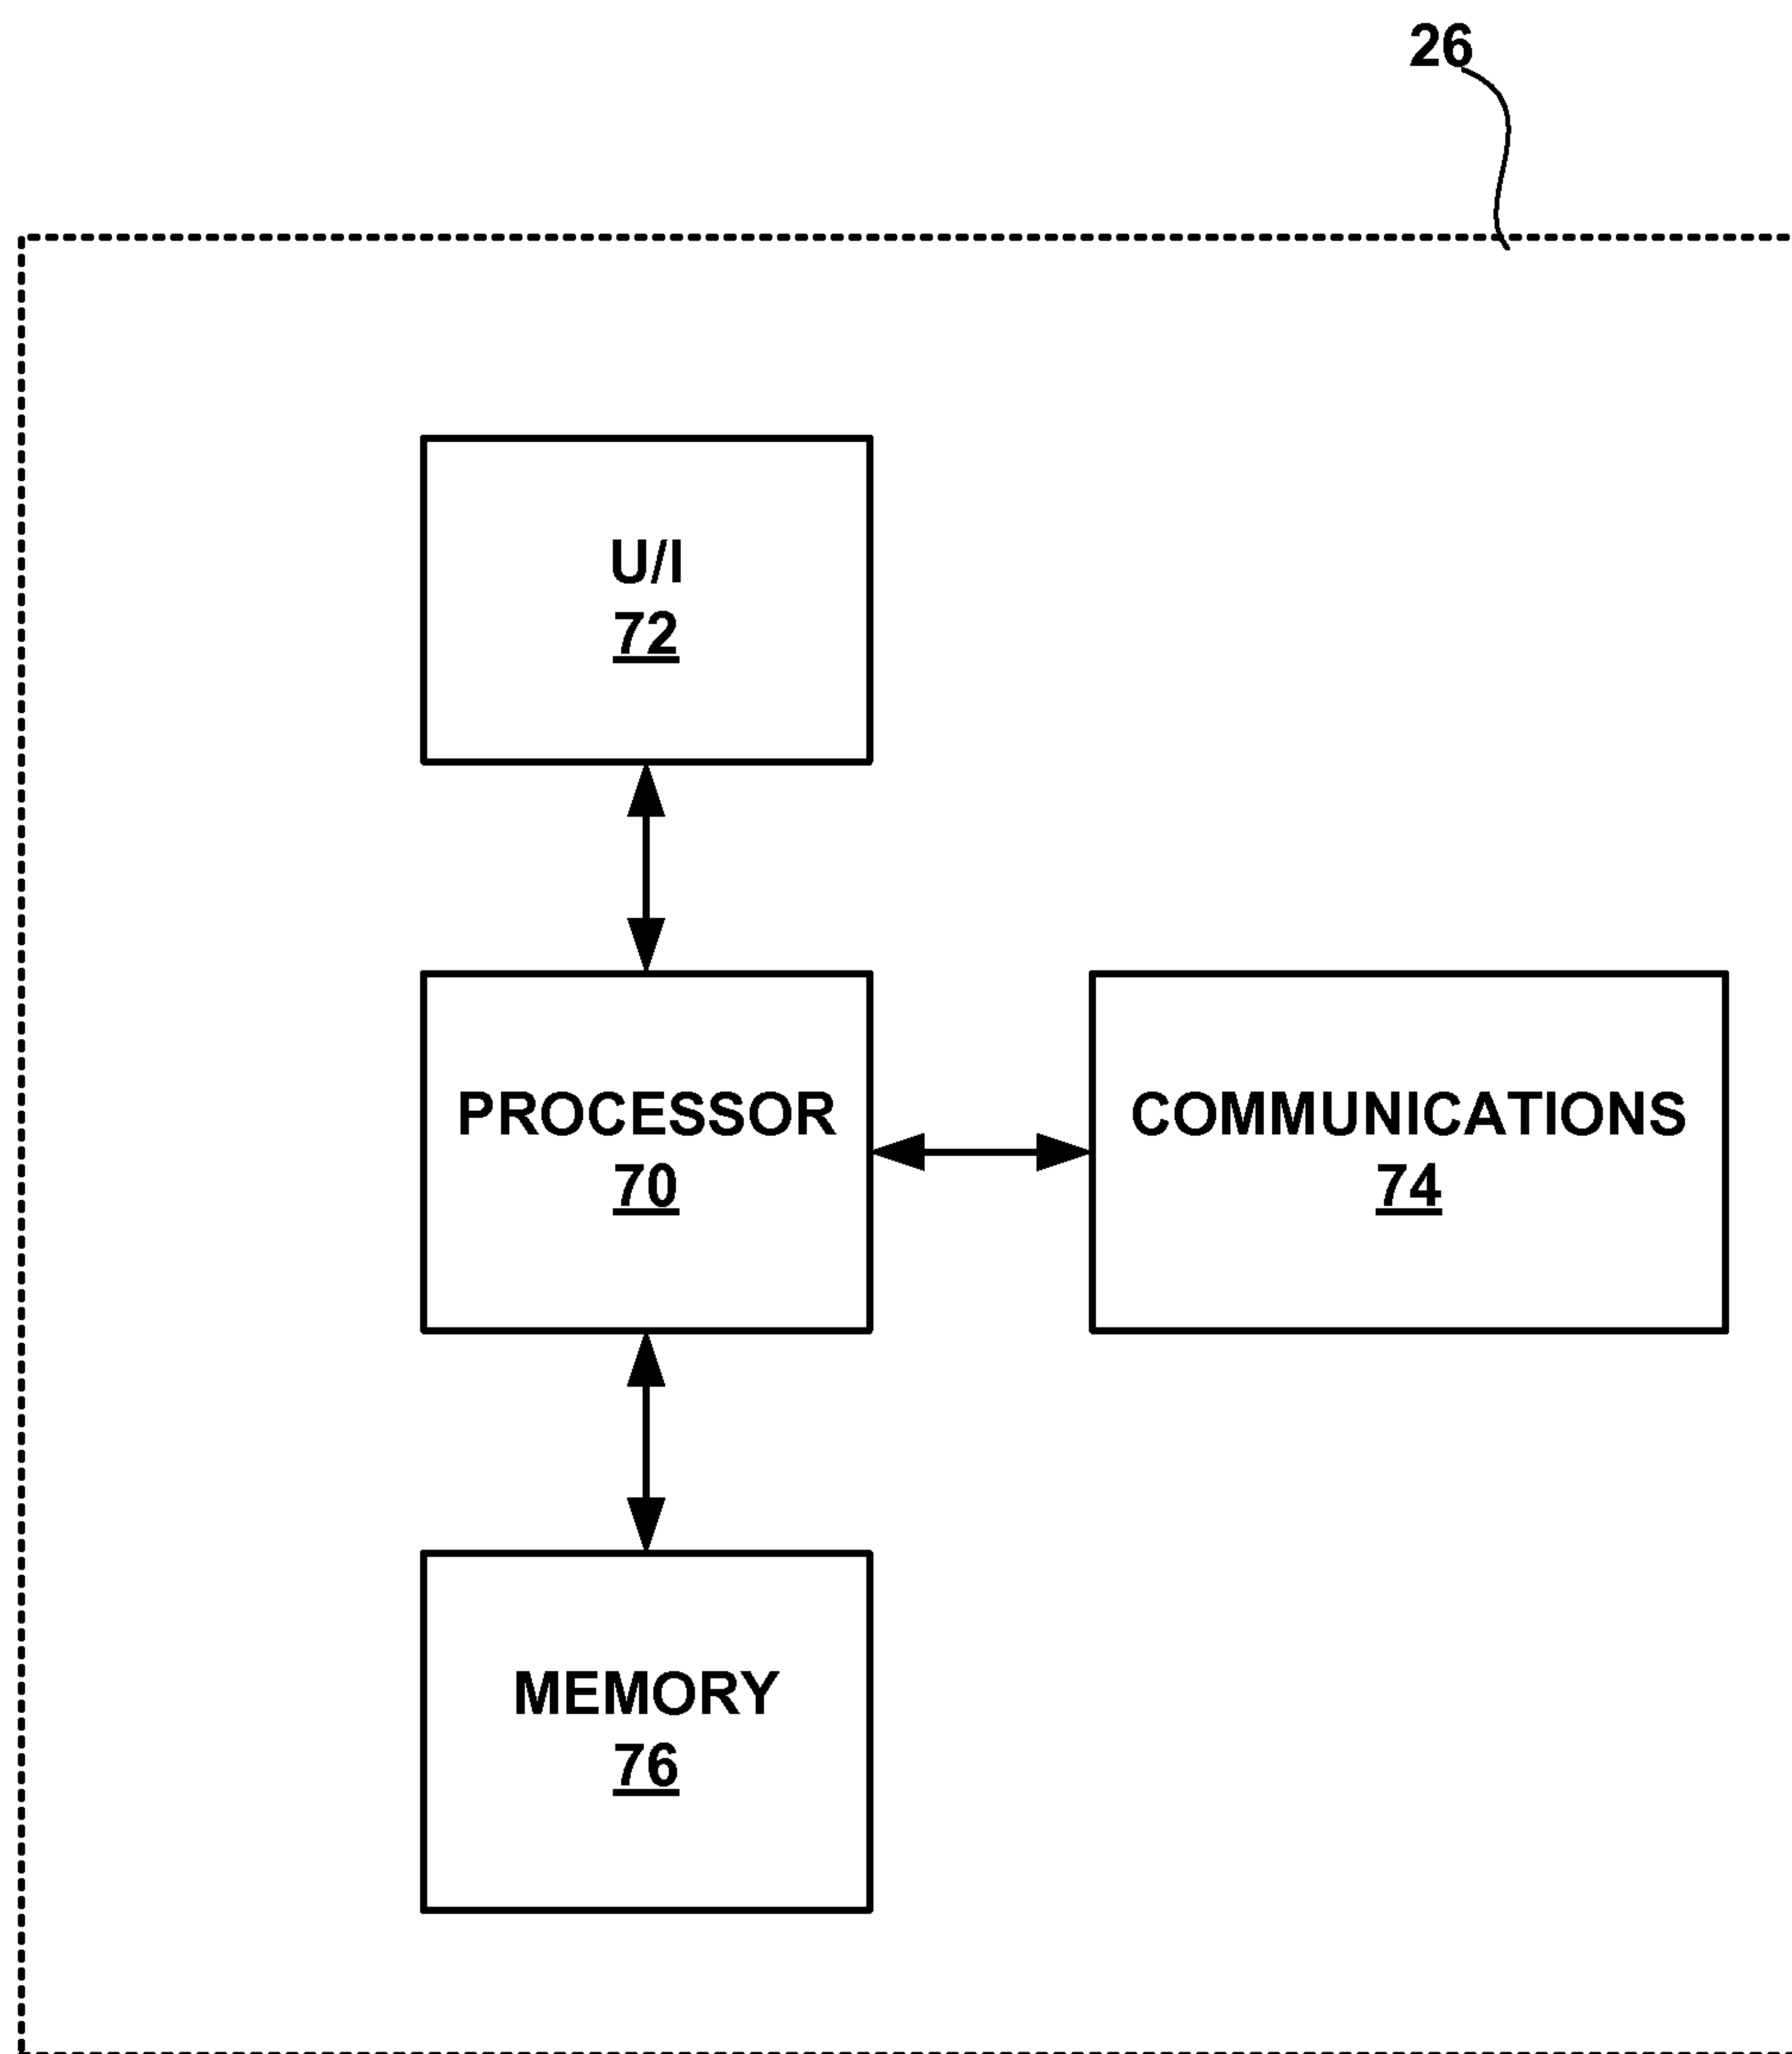 26
U/I
72
PROCESSOR
70
COMMUNICATIONS
74
MEMORY
76